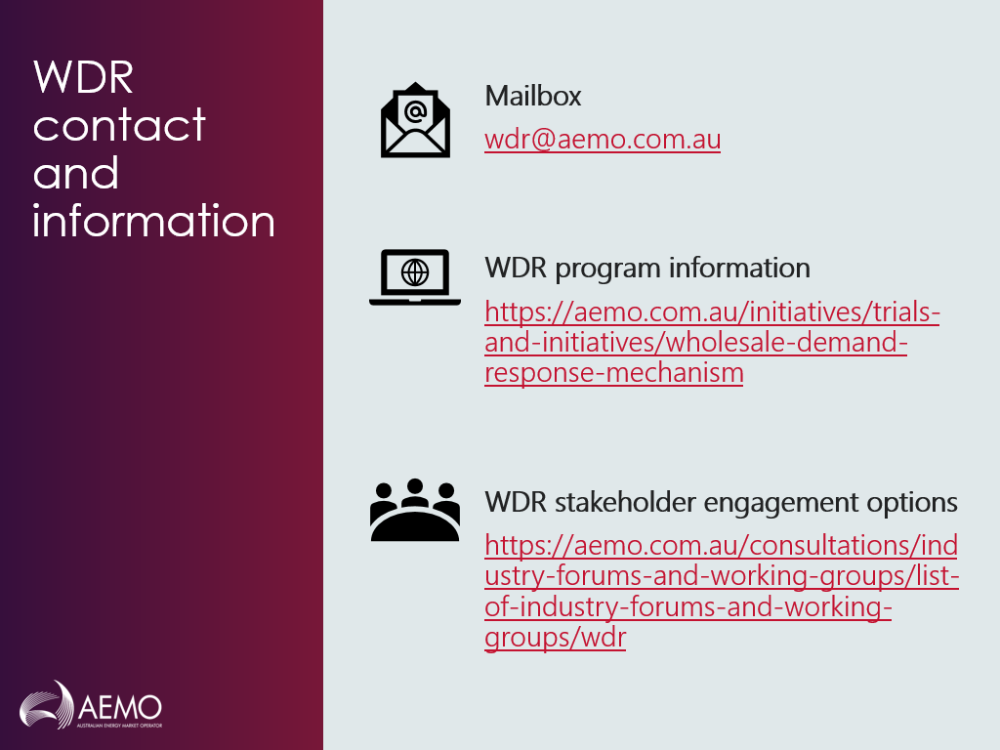 WDR
contact
and
information
Mailbox
wdr@aemo.com.au
WDR program information
https://aemo.com.au/initiatives/trials-
and-initiatives/wholesale-demand-
response-mechanism
WDR stakeholder engagement options
https://aemo.com.au/consultations/ind
ustry-forums-and-working-groups/list-
of-industry-forums-and-working-
groups/wdr
AEMO
AUSTRALIAN ENERGY MARKET OPERATOR